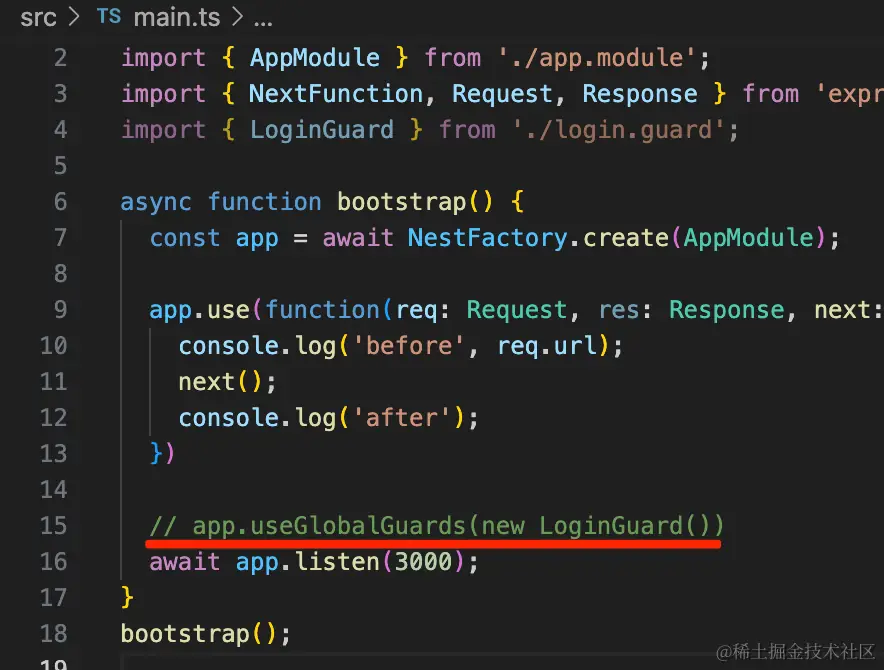 src > TS main.ts > ...
2 import { AppModule } from './app.module';
3 import { NextFunction, Request, Response } from 'expr
4 import { LoginGuard } from './login.guard';
5
6 async function bootstrap() {
7 const app = await NestFactory.create(AppModule);
8
9 app.use(function(req: Request, res: Response, next:
10 console.log('before', req.url);
11 next();
12 console.log('after');
13 })
14
15 // app.useGlobalGuards(new LoginGuard())
16 await app.listen(3000);
17 }
18 bootstrap();
19
@稀土掘金技术社区